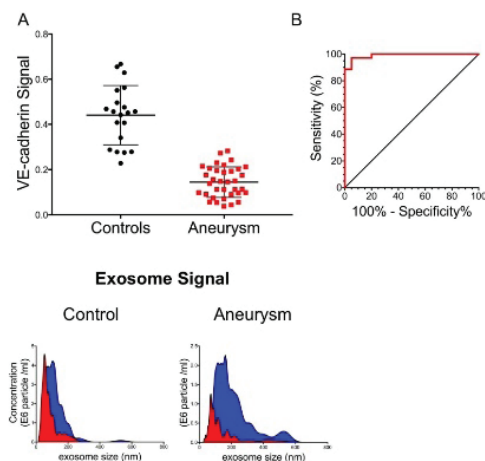 A
B
VE-cadherin Signal
0.8
0.6
0.4
0.2
0.0
Controls
Aneurysm
Sensitivity (%)
100
80
60
40
20
0
0 20 40 60 80 100
100% - Specificity%
Exosome Signal
Control
Aneurysm
Concentration
(E6 particle /ml)
exosome size (nm)
(E6 particle /ml)
exosome size (nm)